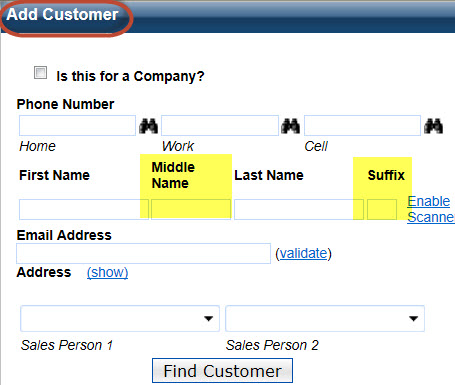 Add Customer
Is this for a Company?
Phone Number
Home Work Cell
First Name Middle Name Last Name Suffix
Enable Scanne
Email Address
(validate)
Address (show)
Sales Person 1 Sales Person 2
Find Customer